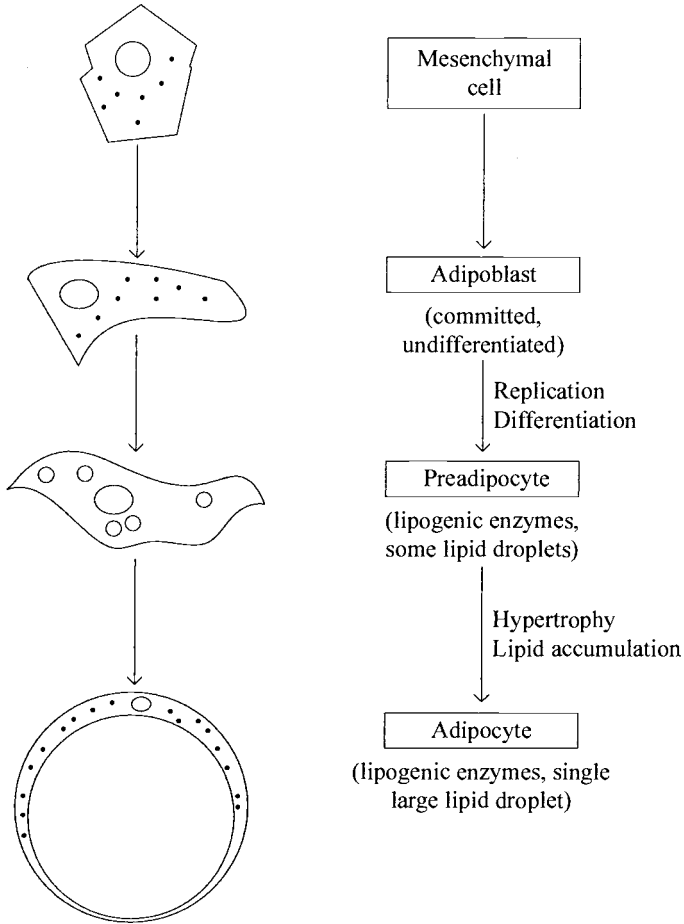 Mesenchymal
cell
Adipoblast
(committed,
undifferentiated)
Replication
Differentiation
Preadipocyte
(lipogenic enzymes,
some lipid droplets)
Hypertrophy
Lipid accumulation
Adipocyte
(lipogenic enzymes, single
large lipid droplet)